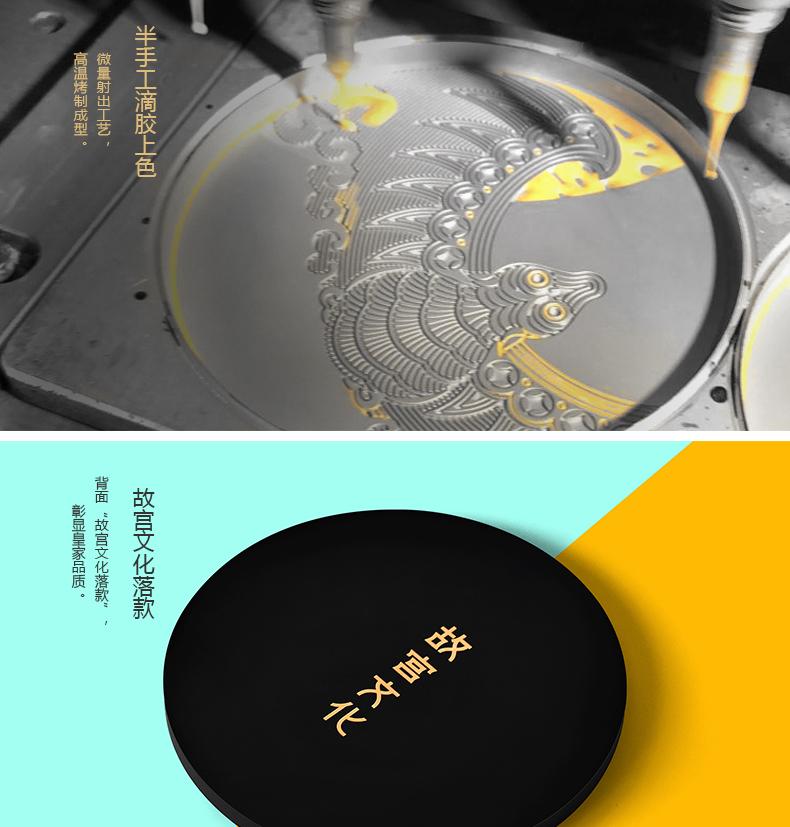 半手工滴胶上色
微量射出工艺,
高温烤制成型。
故宫文化落款
背面“故宫文化落款”,
彰显皇家品质。
故宫文化